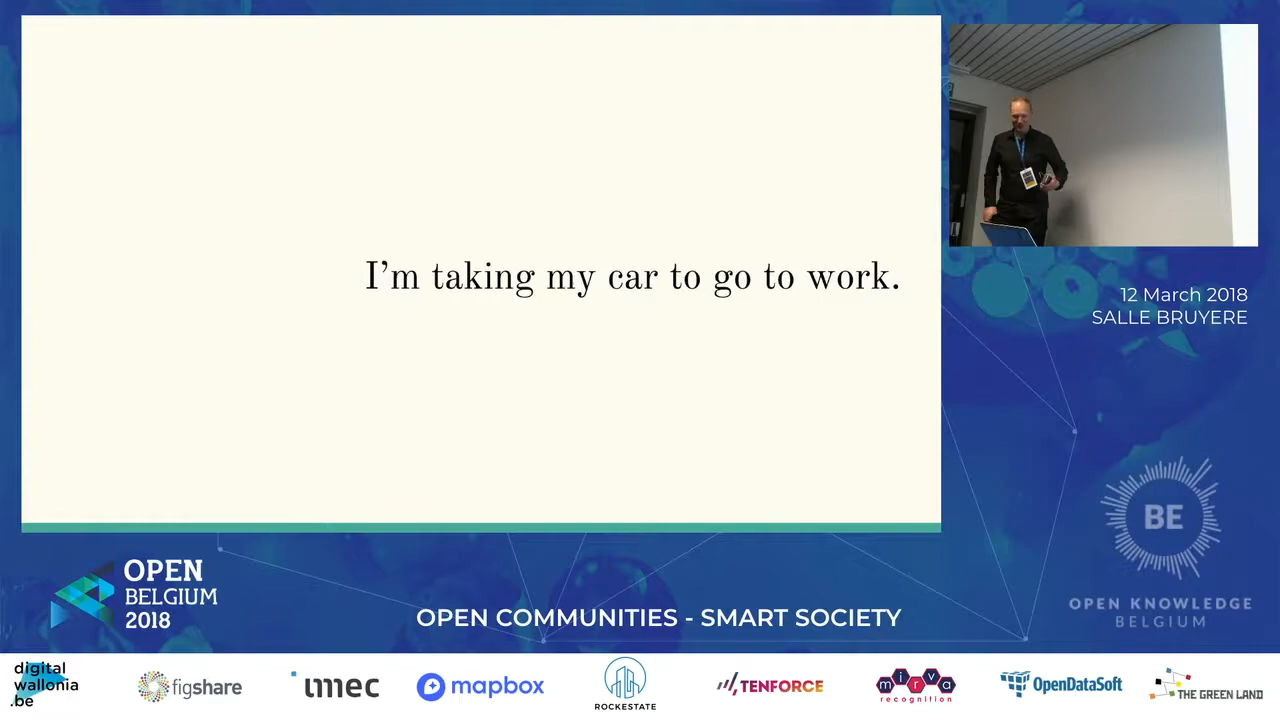 I'm taking my car to go to work.
12 March 2018
SALLE BRUYERE
BE
OPEN KNOWLEDGE
BELGIUM
OPEN
BELGIUM
2018
OPEN COMMUNITIES - SMART SOCIETY
digital
wallonia
.be
figshare
imec
mapbox
ROCKESTATE
TENFORCE
mirva
recognition
OpenDataSoft
THE GREEN LAND